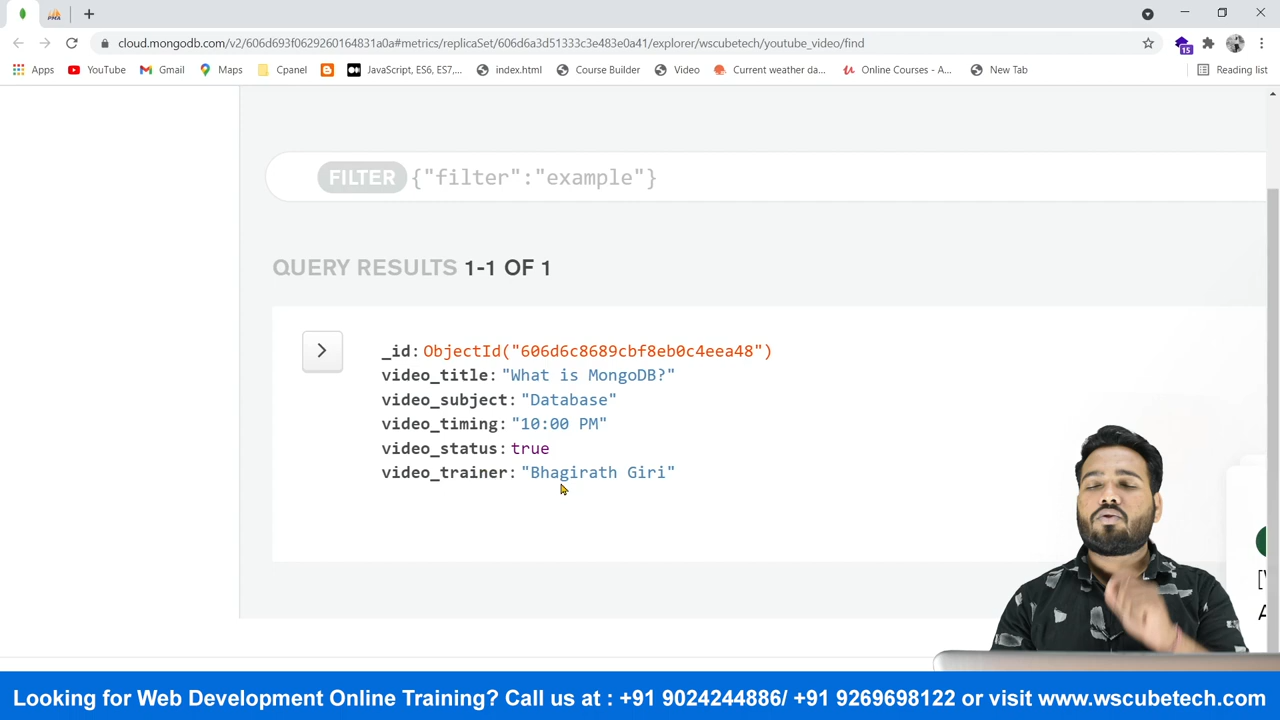 PMA
cloud.mongodb.com/v2/606d693f0629260164831a0a#metrics/replicaSet/606d6a3d51333c3e483e0a41/explorer/wscubetech/youtube_video/find
15
Apps YouTube Gmail Maps Cpanel JavaScript, ES6, ES7,... index.html Course Builder Video Current weather da... Online Courses - A... New Tab Reading list
FILTER {"filter":"example"}
QUERY RESULTS 1-1 OF 1
_id: ObjectId("606d6c8689cbf8eb0c4eea48")
video_title: "What is MongoDB?"
video_subject: "Database"
video_timing: "10:00 PM"
video_status: true
video_trainer: "Bhagirath Giri"
Looking for Web Development Online Training? Call us at : +91 9024244886/ +91 9269698122 or visit www.wscubetech.com